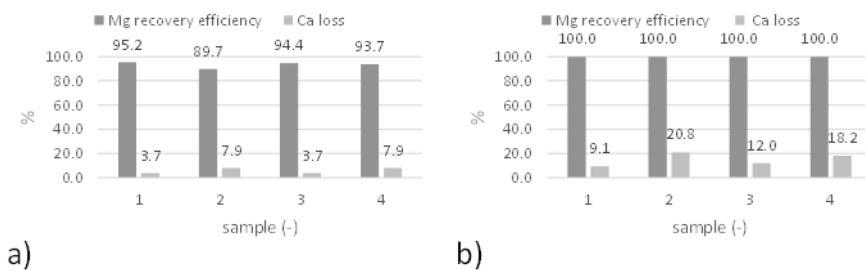 Mg recovery efficiency Ca loss
95.2 89.7 94.4 93.7
100.0
80.0
60.0
40.0
20.0
0.0
%
3.7 7.9 3.7 7.9
1 2 3 4
sample (-)
a)
Mg recovery efficiency Ca loss
100.0 100.0 100.0 100.0
100.0
80.0
60.0
40.0
20.0
0.0
%
9.1 20.8 12.0 18.2
1 2 3 4
sample (-)
b)